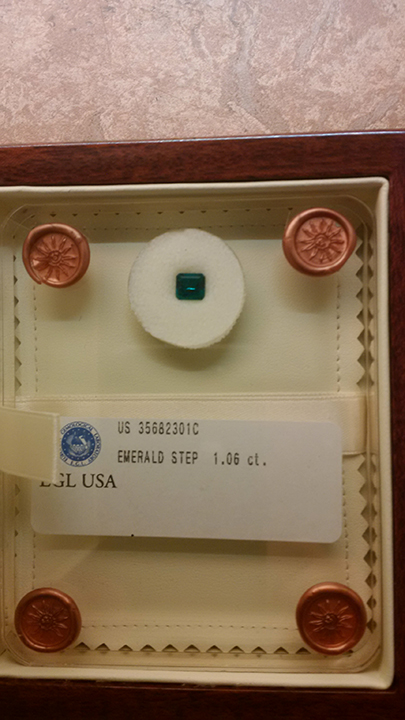 US 35682301C
EMERALD STEP 1.06 ct.
EGL USA